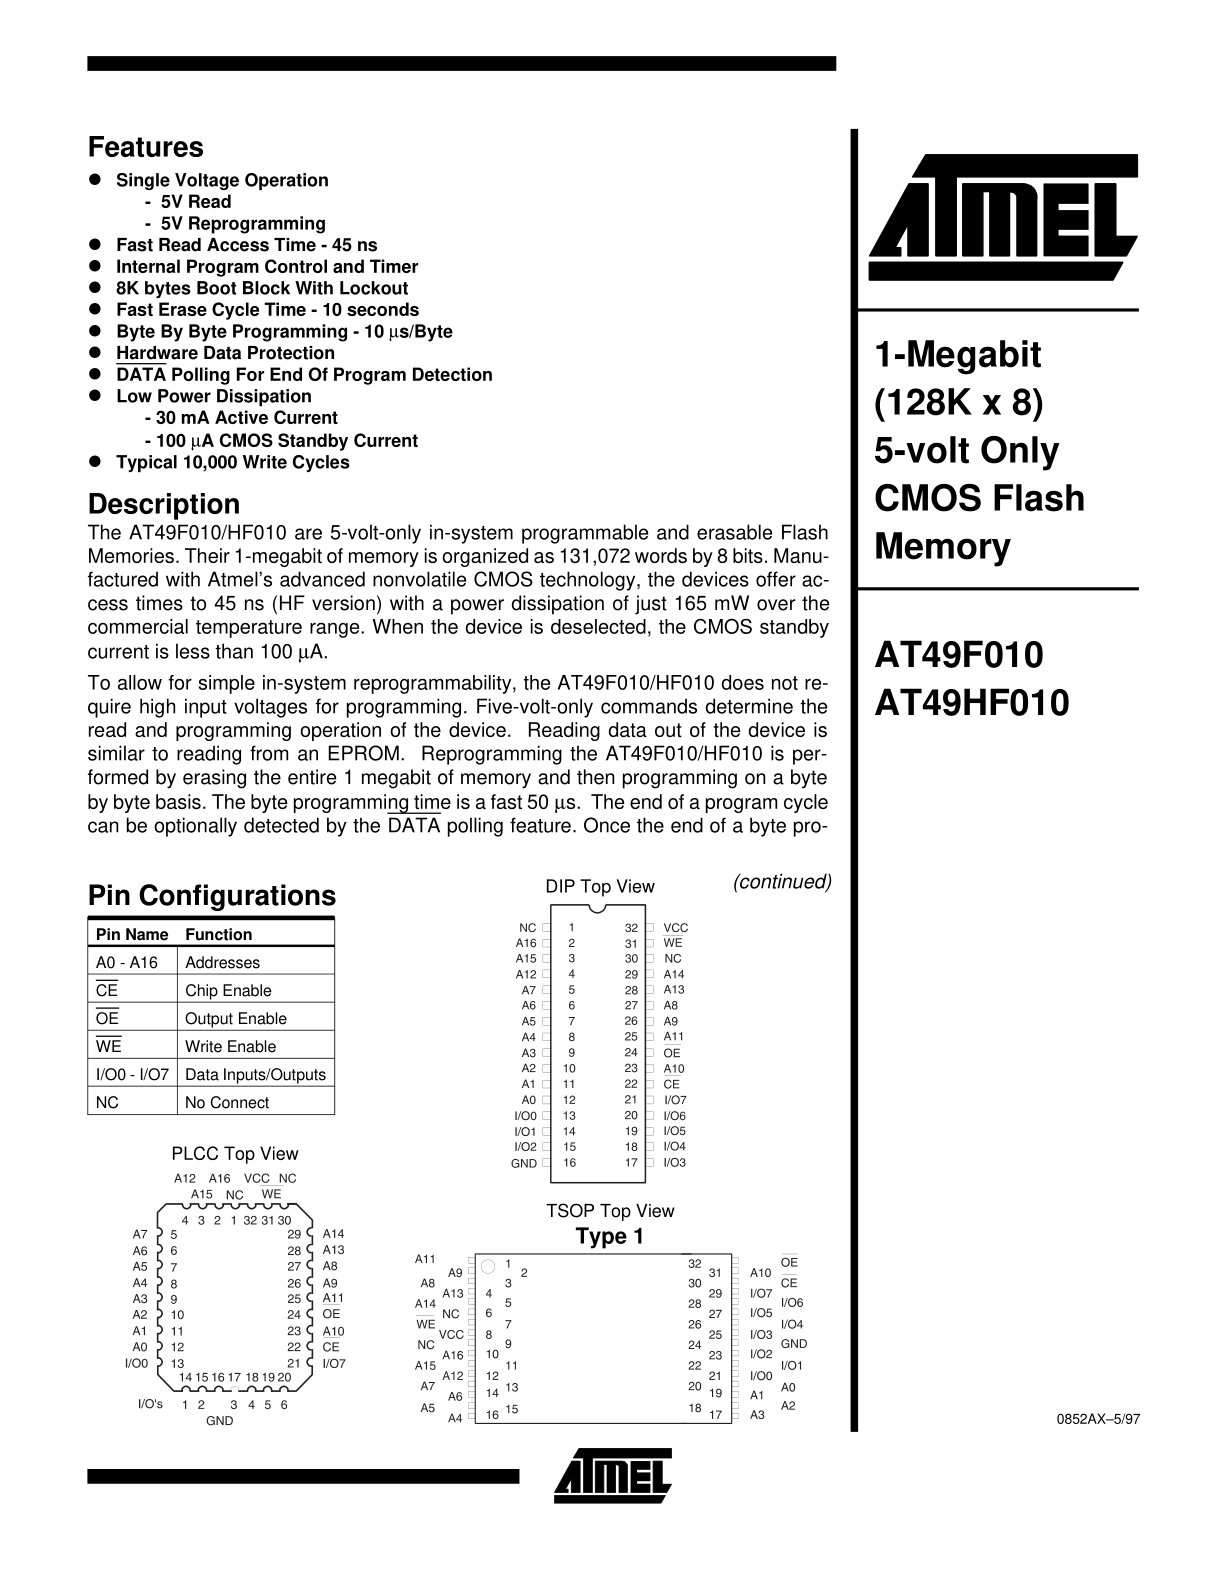 Features
● Single Voltage Operation
- 5V Read
- 5V Reprogramming
● Fast Read Access Time - 45 ns
● Internal Program Control and Timer
● 8K bytes Boot Block With Lockout
● Fast Erase Cycle Time - 10 seconds
● Byte By Byte Programming - 10 µs/Byte
● Hardware Data Protection
● DATA Polling For End Of Program Detection
● Low Power Dissipation
- 30 mA Active Current
- 100 µA CMOS Standby Current
● Typical 10,000 Write Cycles
Description
The AT49F010/HF010 are 5-volt-only in-system programmable and erasable Flash
Memories. Their 1-megabit of memory is organized as 131,072 words by 8 bits. Manu-
factured with Atmel's advanced nonvolatile CMOS technology, the devices offer ac-
cess times to 45 ns (HF version) with a power dissipation of just 165 mW over the
commercial temperature range. When the device is deselected, the CMOS standby
current is less than 100 µA.
To allow for simple in-system reprogrammability, the AT49F010/HF010 does not re-
quire high input voltages for programming. Five-volt-only commands determine the
read and programming operation of the device. Reading data out of the device is
similar to reading from an EPROM. Reprogramming the AT49F010/HF010 is per-
formed by erasing the entire 1 megabit of memory and then programming on a byte
by byte basis. The byte programming time is a fast 50 µs. The end of a program cycle
can be optionally detected by the DATA polling feature. Once the end of a byte pro-
(continued)
ATMEL
1-Megabit
(128K x 8)
5-volt Only
CMOS Flash
Memory
AT49F010
AT49HF010
Pin Configurations
Pin Name Function
A0 - A16 Addresses
CE Chip Enable
OE Output Enable
WE Write Enable
I/O0 - I/O7 Data Inputs/Outputs
NC No Connect
DIP Top View
NC 1 32 VCC
A16 2 31 WE
A15 3 30 NC
A12 4 29 A14
A7 5 28 A13
A6 6 27 A8
A5 7 26 A9
A4 8 25 A11
A3 9 24 OE
A2 10 23 A10
A1 11 22 CE
A0 12 21 I/O7
I/O0 13 20 I/O6
I/O1 14 19 I/O5
I/O2 15 18 I/O4
GND 16 17 I/O3
PLCC Top View
A12 A16 VCC NC
A15 NC WE
4 3 2 1 32 31 30
A7 5 29 A14
A6 6 28 A13
A5 7 27 A8
A4 8 26 A9
A3 9 25 A11
A2 10 24 OE
A1 11 23 A10
A0 12 22 CE
I/O0 13 21 I/O7
14 15 16 17 18 19 20
I/O's 1 2 3 4 5 6
GND
TSOP Top View
Type 1
A11 1 32 OE
A9 2 31 A10
A8 3 30 CE
A13 4 29 I/O7
A14 5 28 I/O6
NC 6 27 I/O5
WE 7 26 I/O4
VCC 8 25 I/O3
NC 9 24 GND
A16 10 23 I/O2
A15 11 22 I/O1
A12 12 21 I/O0
A7 13 20 A0
A6 14 19 A1
A5 15 18 A2
A4 16 17 A3
0852AX–5/97
ATMEL